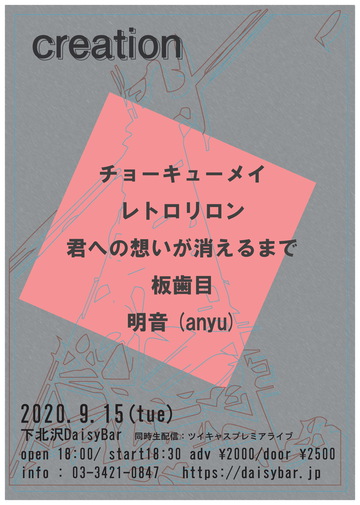 creation
チョーキューメイ
レトロリロン
君への想いが消えるまで
板歯目
明音 (anyu)
2020. 9. 15(tue)
下北沢DaisyBar 同時生配信：ツイキャスプレミアライブ
open 18:00/ start18:30 adv ¥2000/door ¥2500
info : 03-3421-0847 https://daisybar.jp